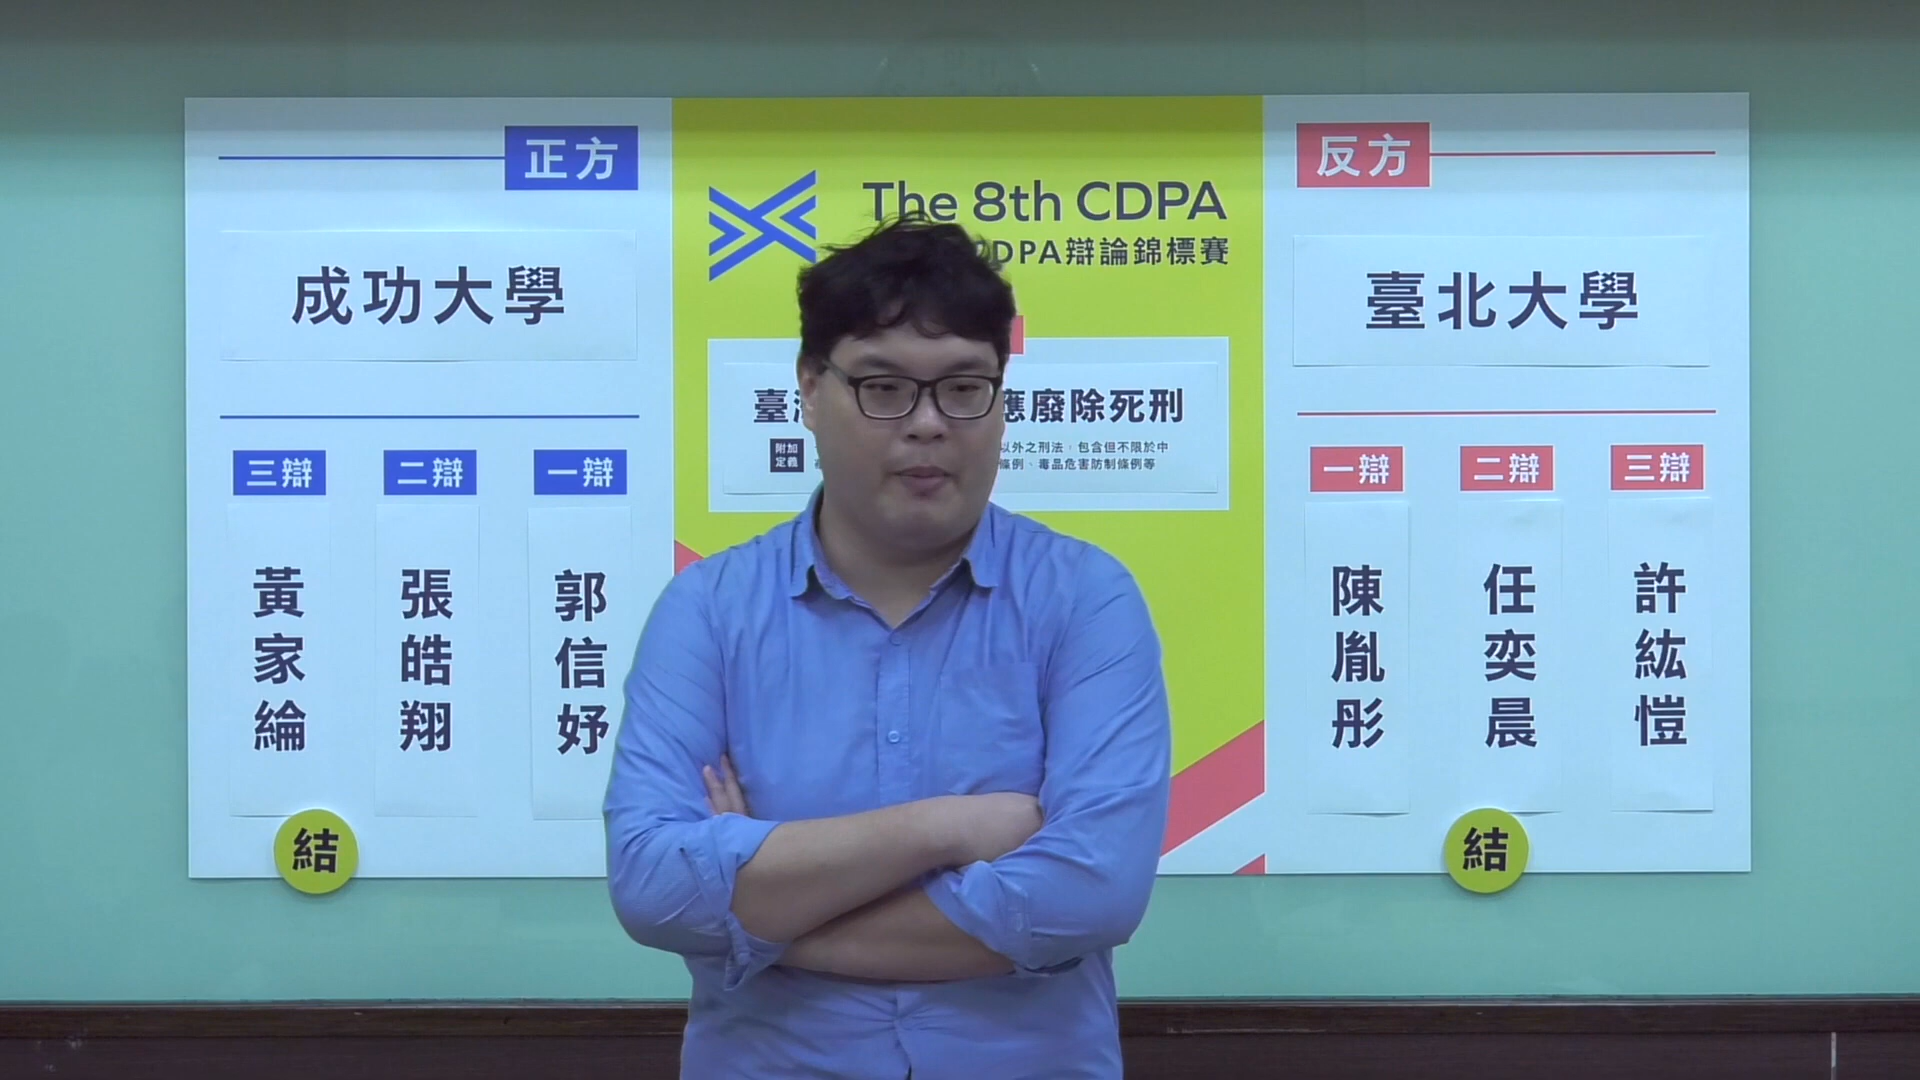 正方
成功大學
三辯
二辯
一辯
黃家綸
張皓翔
郭信妤
結
The 8th CDPA
DPA辯論錦標賽
臺
應廢除死刑
附加
定義
以外之刑法,包含但不限於中
條例、毒品危害防制條例等
反方
臺北大學
一辯
二辯
三辯
陳胤彤
任奕晨
許紘愷
結